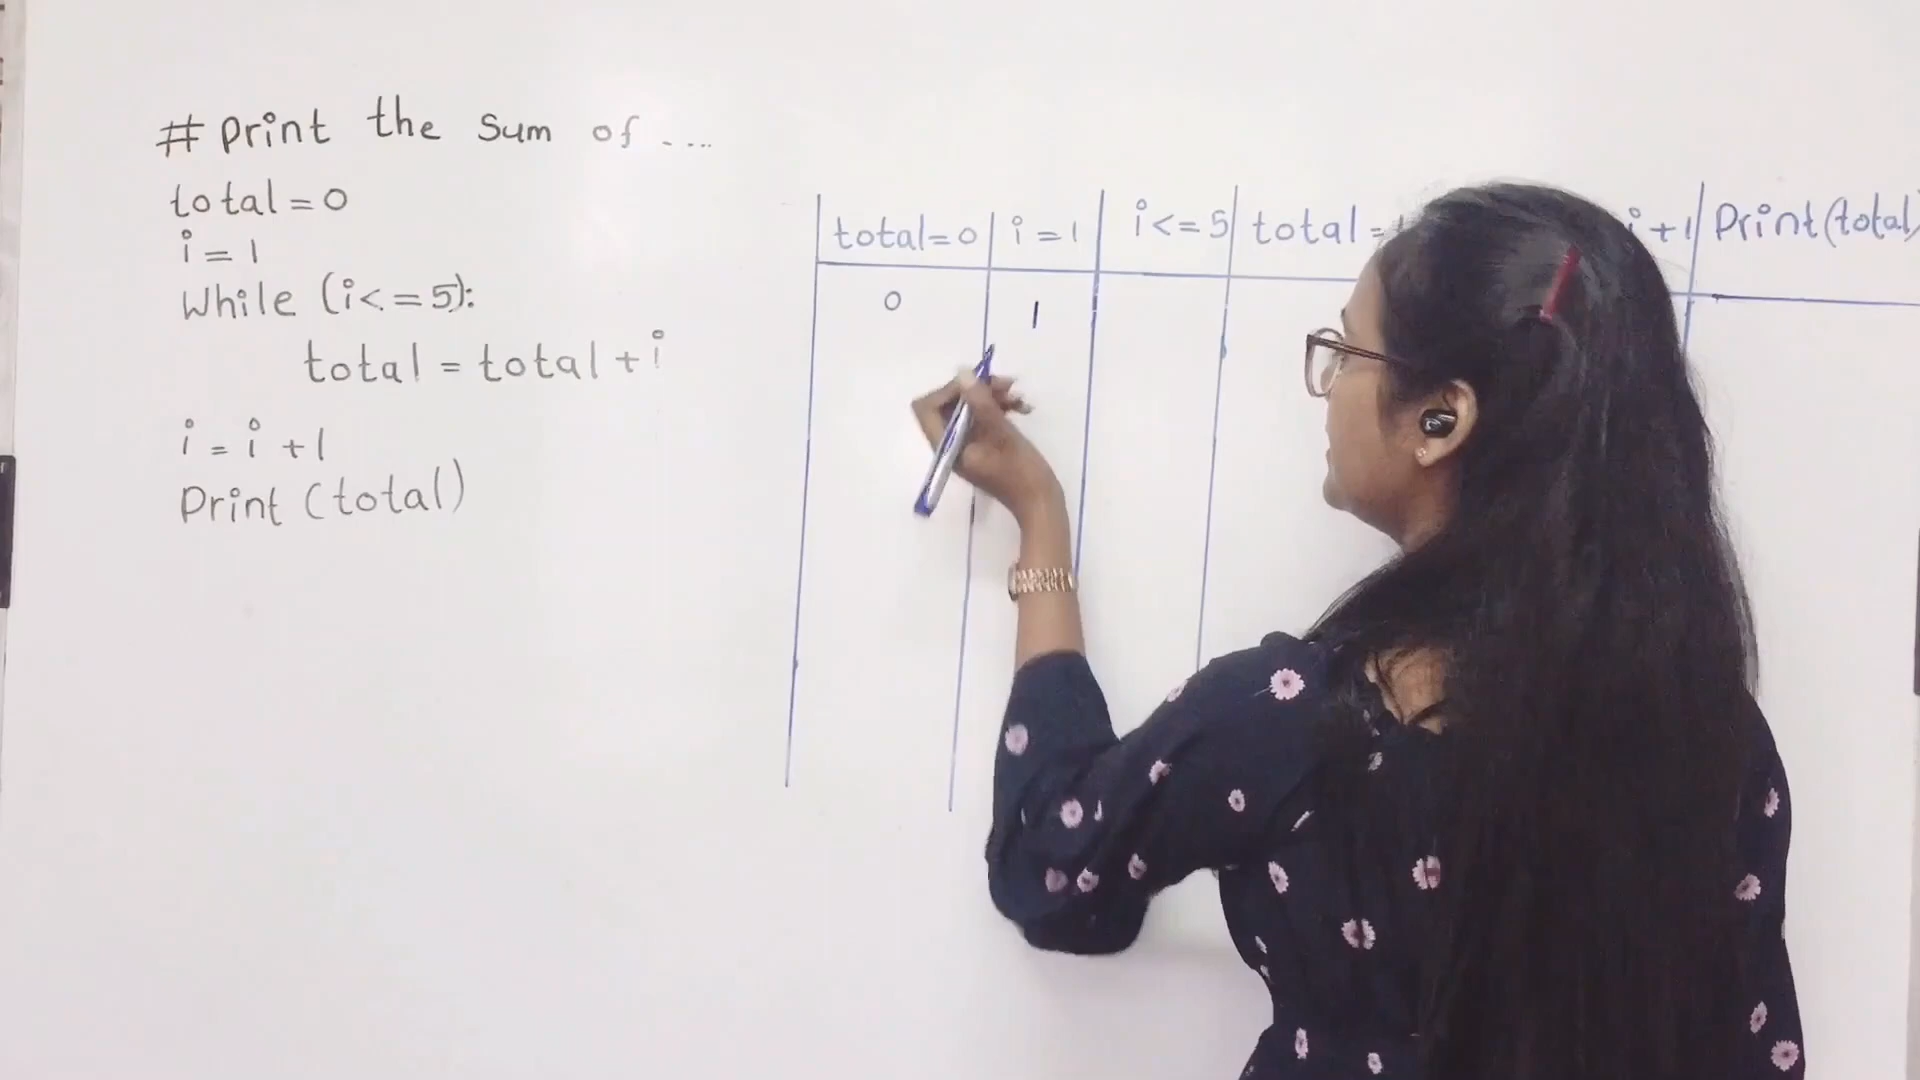 # Print the sum of ....
total = 0
i = 1
While (i <= 5):
total = total + i
i = i + 1
Print (total)
total = 0 i = 1 i <= 5 total = i + 1 Print (total)
0 1